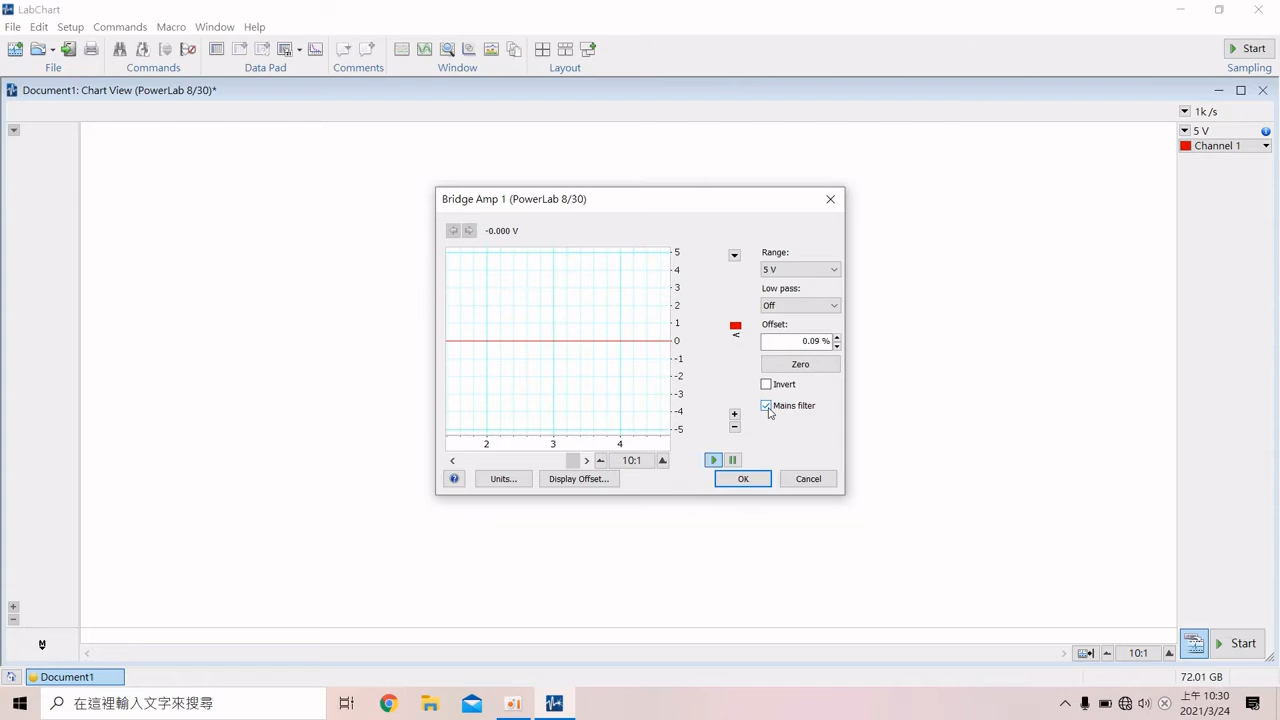 LabChart
File Edit Setup Commands Macro Window Help
Start
File Commands Data Pad Comments Window Layout Sampling
Document1: Chart View (PowerLab 8/30)*
1k /s
5 V
Channel 1
Bridge Amp 1 (PowerLab 8/30)
-0.000 V
5
4
3
2
1
0
-1
-2
-3
-4
-5
2 3 4
10:1
Range:
5 V
Low pass:
Off
Offset:
0.09 %
Zero
Invert
Mains filter
Units... Display Offset... OK Cancel
10:1
Start
Document1
72.01 GB
在這裡輸入文字來搜尋
上午 10:30
2021/3/24